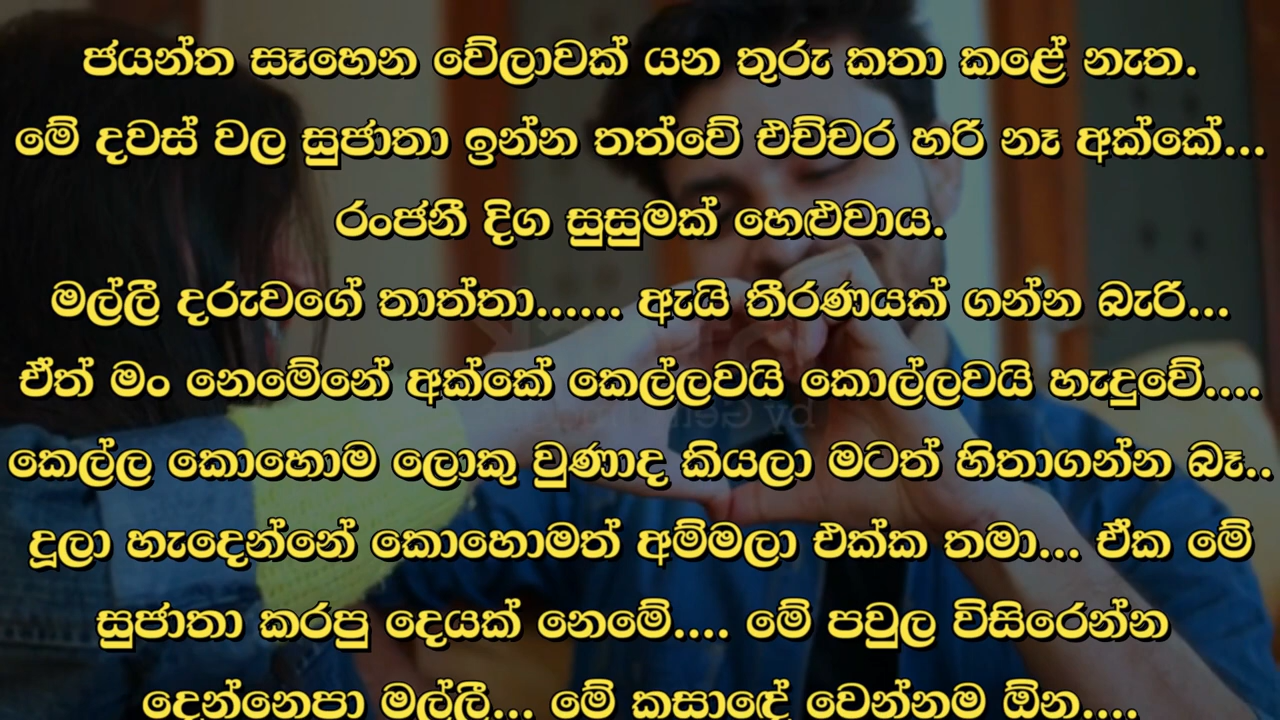 ජයන්ත සෑහෙන වේලාවක් යන තුරු කතා කළේ නැත.
මේ දවස් වල සුජාතා ඉන්න තත්වේ එච්චර හරි නෑ අක්කේ...
රංජනී දිග සුසුමක් හෙළුවාය.
මල්ලී දරුවගේ තාත්තා...... ඇයි තීරණයක් ගන්න බැරි...
ඒත් මං නෙමේනේ අක්කේ කෙල්ලවයි කොල්ලවයි හැදුවේ....
කෙල්ල කොහොම ලොකු වුණාද කියලා මටත් හිතාගන්න බෑ..
දූලා හැදෙන්නේ කොහොමත් අම්මලා එක්ක තමා... ඒක මේ
සුජාතා කරපු දෙයක් නෙමේ.... මේ පවුල විසිරෙන්න
දෙන්නෙපා මල්ලී... මේ කසාඳේ වෙන්නම ඕන....